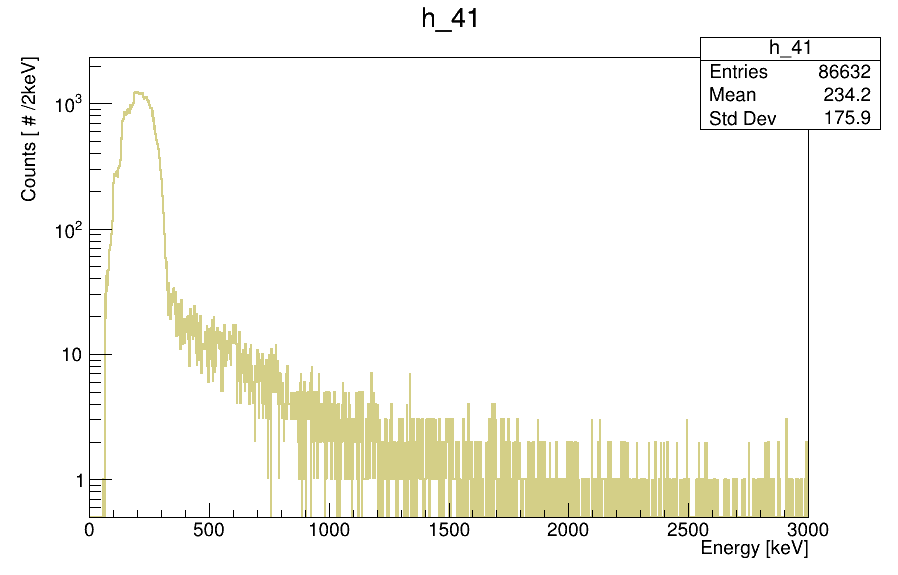 h_41
h_41
Entries 86632
Mean 234.2
Std Dev 175.9
Counts [ # /2keV]
10³
10²
10
1
0 500 1000 1500 2000 2500 3000
Energy [keV]